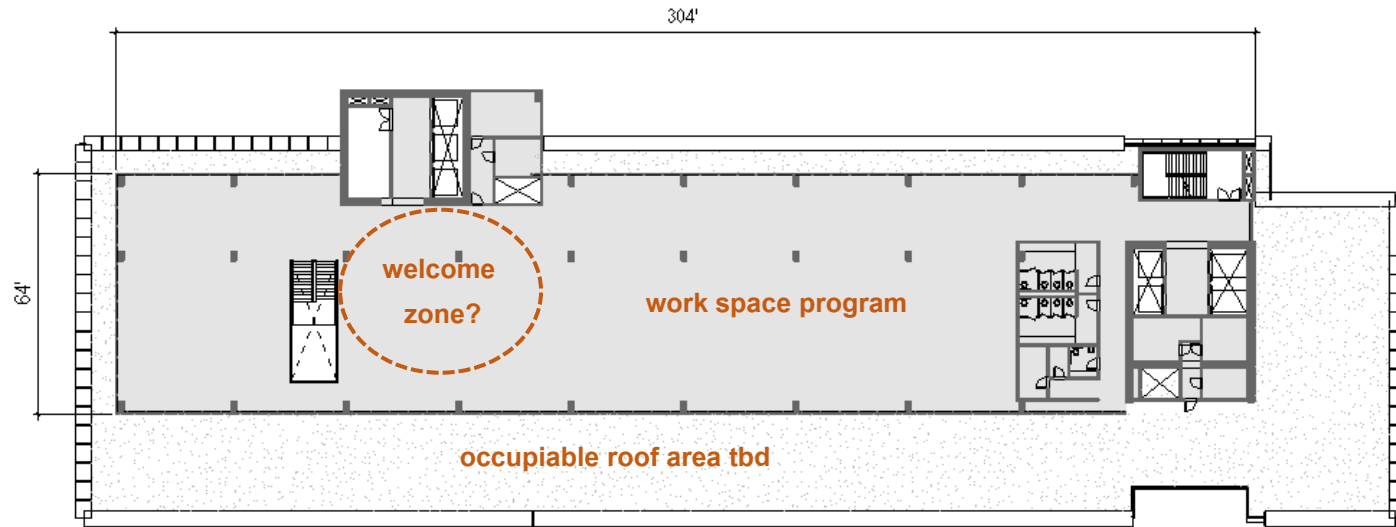 304'
64'
welcome
zone?
work space program
occupiable roof area tbd